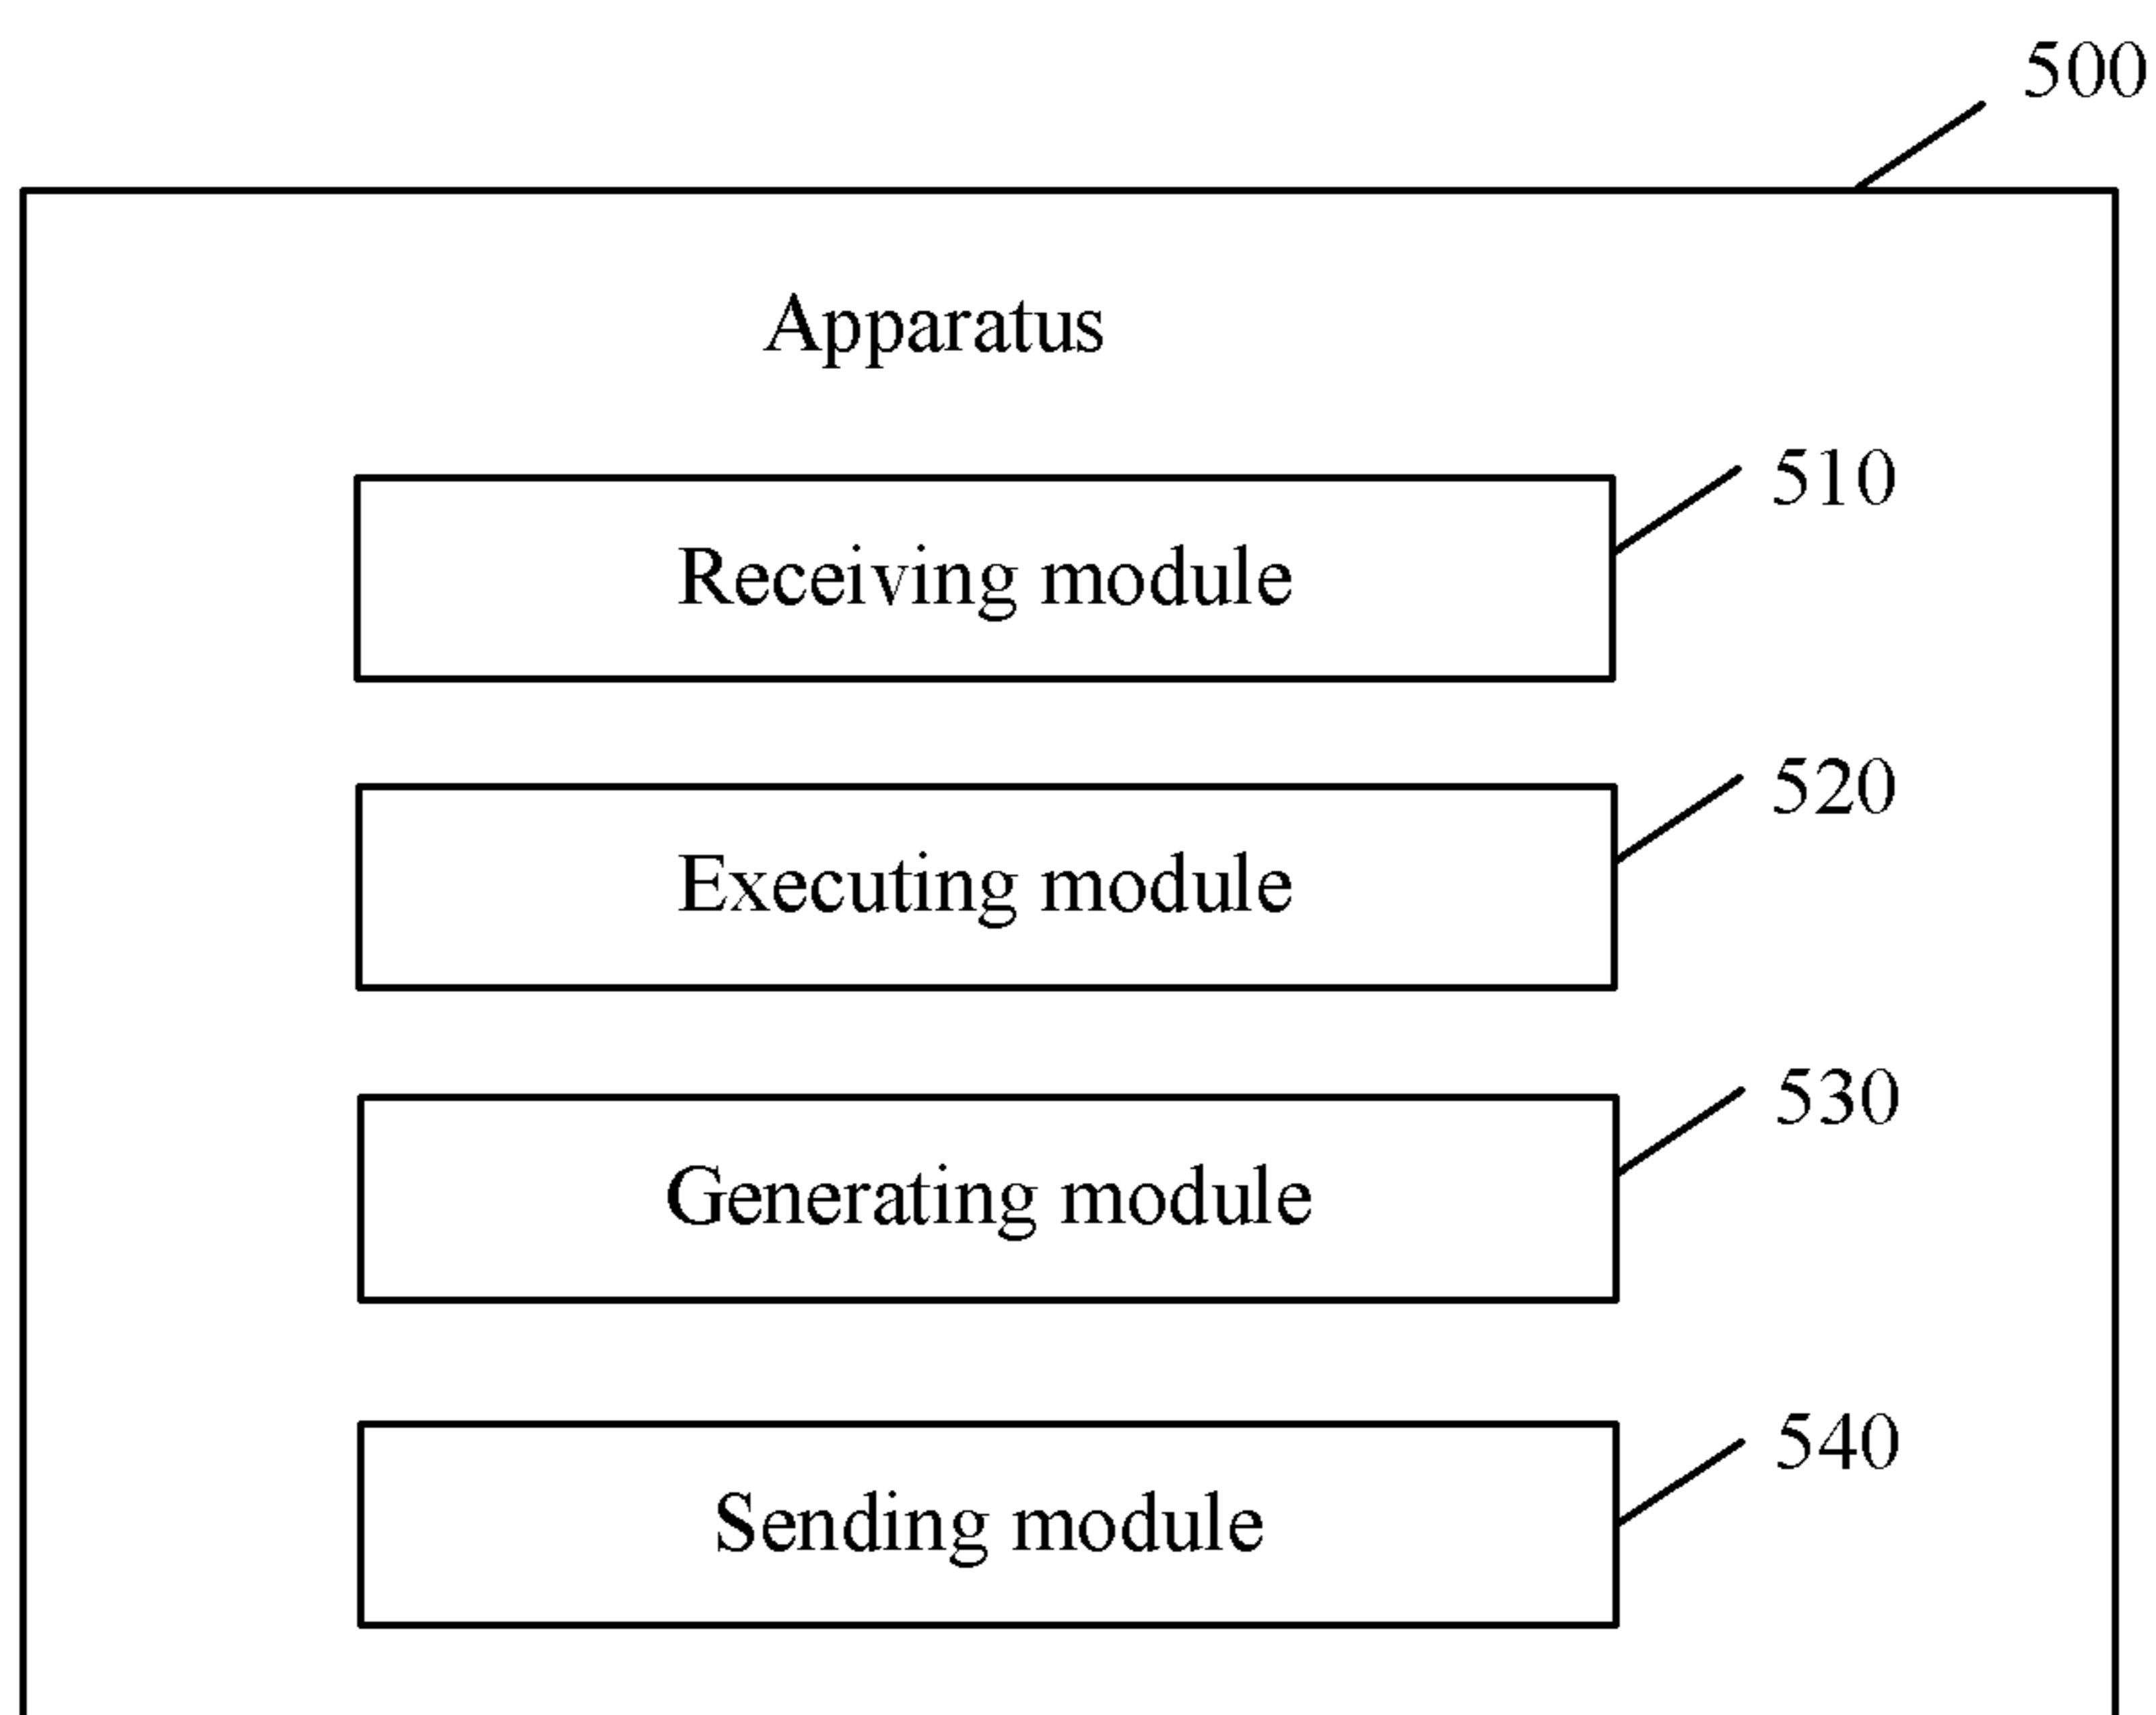 500
Apparatus
510
Receiving module
520
Executing module
530
Generating module
540
Sending module